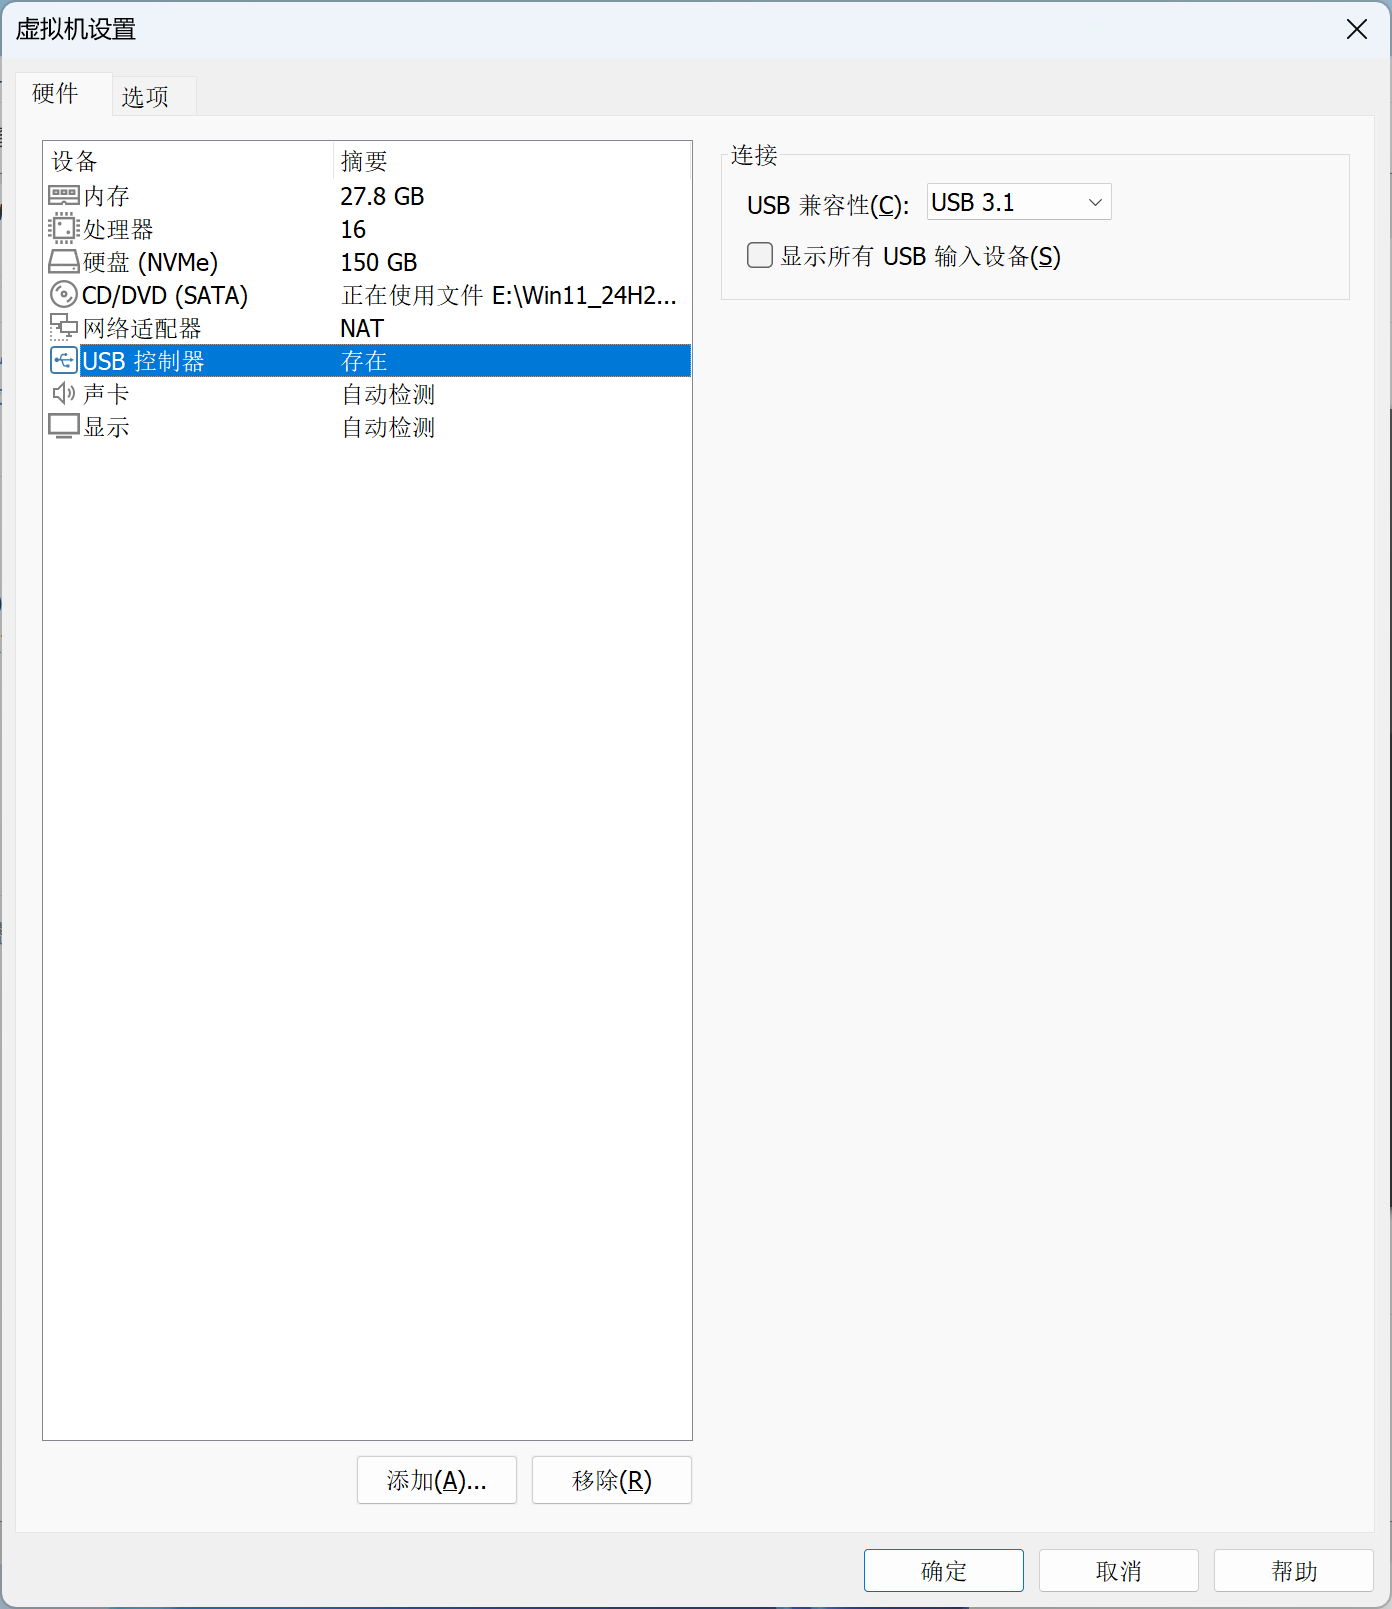 虚拟机设置
硬件
选项
设备 摘要
内存 27.8 GB
处理器 16
硬盘 (NVMe) 150 GB
CD/DVD (SATA) 正在使用文件 E:\Win11_24H2...
网络适配器 NAT
USB 控制器 存在
声卡 自动检测
显示 自动检测
添加(A)...
移除(R)
连接
USB 兼容性(C): USB 3.1
显示所有 USB 输入设备(S)
确定
取消
帮助